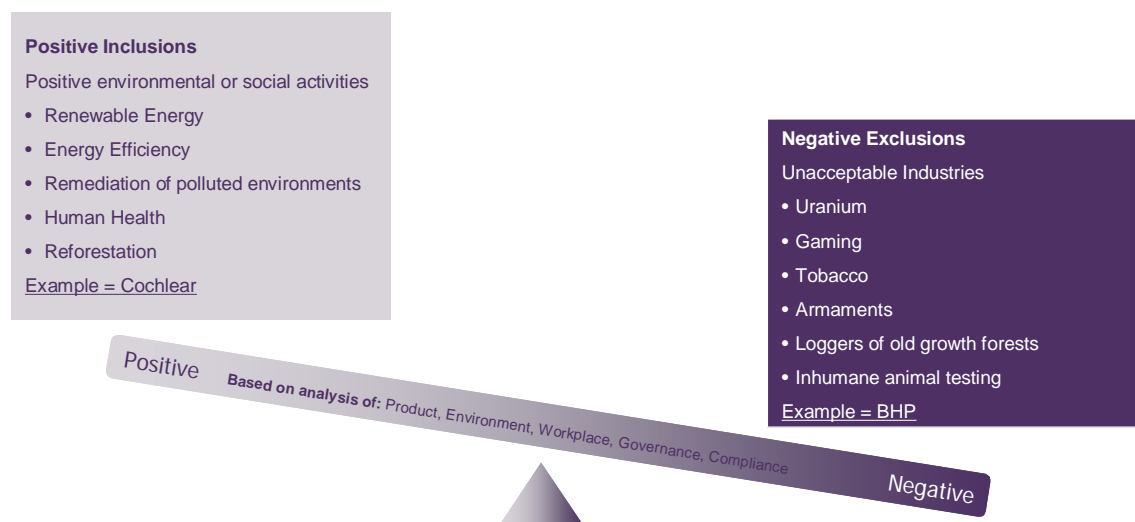 Positive Inclusions
Positive environmental or social activities
• Renewable Energy
• Energy Efficiency
• Remediation of polluted environments
• Human Health
• Reforestation
Example = Cochlear
Negative Exclusions
Unacceptable Industries
• Uranium
• Gaming
• Tobacco
• Armaments
• Loggers of old growth forests
• Inhumane animal testing
Example = BHP
Positive
Based on analysis of: Product, Environment, Workplace, Governance, Compliance
Negative